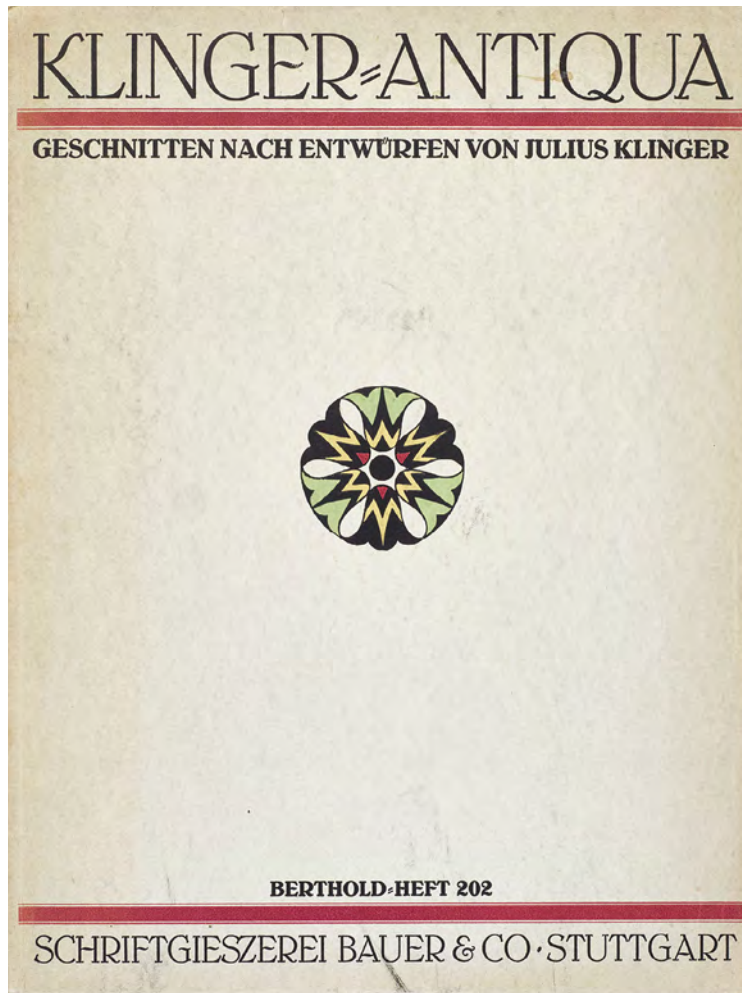 KLINGER=ANTIQUA
GESCHNITTEN NACH ENTWÜRFEN VON JULIUS KLINGER
BERTHOLD=HEFT 202
SCHRIFTGIESZEREI BAUER & CO · STUTTGART